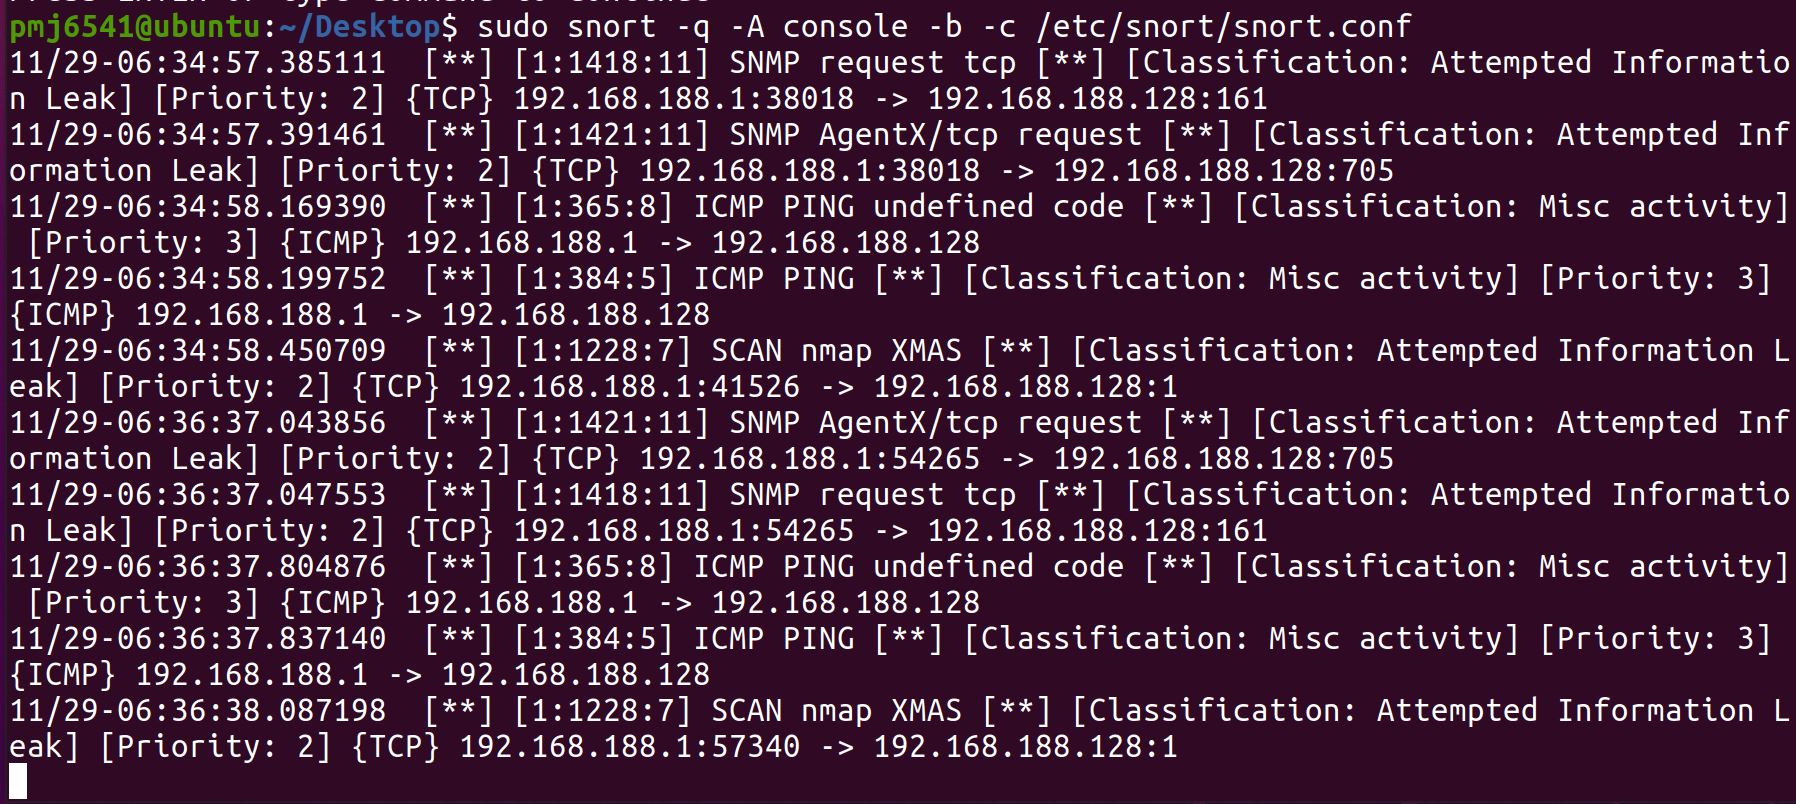 pmj6541@ubuntu:~/Desktop$ sudo snort -q -A console -b -c /etc/snort/snort.conf
11/29-06:34:57.385111  [**] [1:1418:11] SNMP request tcp [**] [Classification: Attempted Informatio
n Leak] [Priority: 2] {TCP} 192.168.188.1:38018 -> 192.168.188.128:161
11/29-06:34:57.391461  [**] [1:1421:11] SNMP AgentX/tcp request [**] [Classification: Attempted Inf
ormation Leak] [Priority: 2] {TCP} 192.168.188.1:38018 -> 192.168.188.128:705
11/29-06:34:58.169390  [**] [1:365:8] ICMP PING undefined code [**] [Classification: Misc activity]
 [Priority: 3] {ICMP} 192.168.188.1 -> 192.168.188.128
11/29-06:34:58.199752  [**] [1:384:5] ICMP PING [**] [Classification: Misc activity] [Priority: 3]
{ICMP} 192.168.188.1 -> 192.168.188.128
11/29-06:34:58.450709  [**] [1:1228:7] SCAN nmap XMAS [**] [Classification: Attempted Information L
eak] [Priority: 2] {TCP} 192.168.188.1:41526 -> 192.168.188.128:1
11/29-06:36:37.043856  [**] [1:1421:11] SNMP AgentX/tcp request [**] [Classification: Attempted Inf
ormation Leak] [Priority: 2] {TCP} 192.168.188.1:54265 -> 192.168.188.128:705
11/29-06:36:37.047553  [**] [1:1418:11] SNMP request tcp [**] [Classification: Attempted Informatio
n Leak] [Priority: 2] {TCP} 192.168.188.1:54265 -> 192.168.188.128:161
11/29-06:36:37.804876  [**] [1:365:8] ICMP PING undefined code [**] [Classification: Misc activity]
 [Priority: 3] {ICMP} 192.168.188.1 -> 192.168.188.128
11/29-06:36:37.837140  [**] [1:384:5] ICMP PING [**] [Classification: Misc activity] [Priority: 3]
{ICMP} 192.168.188.1 -> 192.168.188.128
11/29-06:36:38.087198  [**] [1:1228:7] SCAN nmap XMAS [**] [Classification: Attempted Information L
eak] [Priority: 2] {TCP} 192.168.188.1:57340 -> 192.168.188.128:1